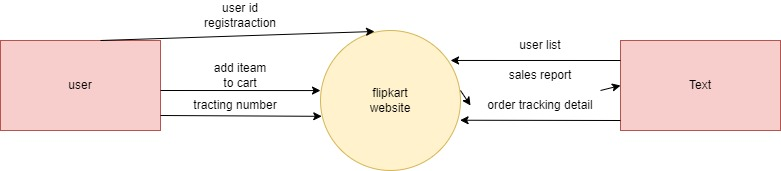 user id
registraaction
user
add iteam
to cart
tracting number
flipkart
website
user list
sales report
order tracking detail
Text